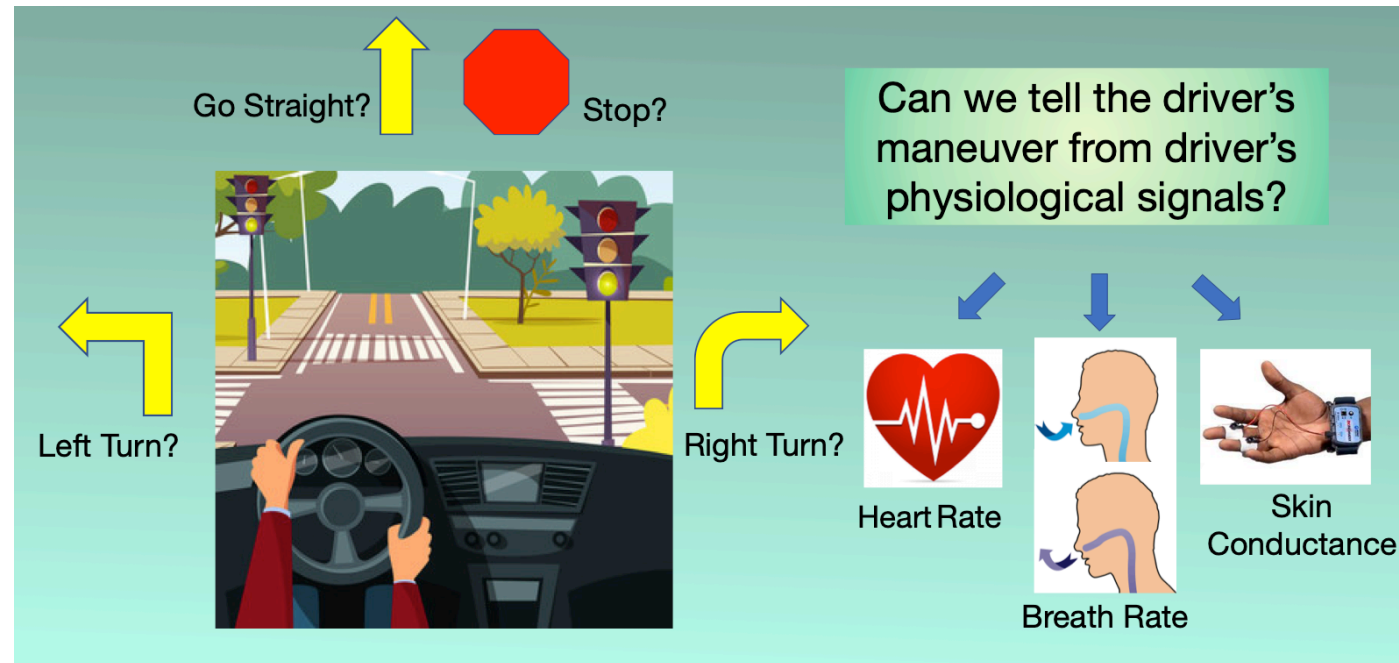 Go Straight?
Stop?
Left Turn?
Right Turn?
Can we tell the driver’s
maneuver from driver’s
physiological signals?
Heart Rate
Breath Rate
Skin
Conductance